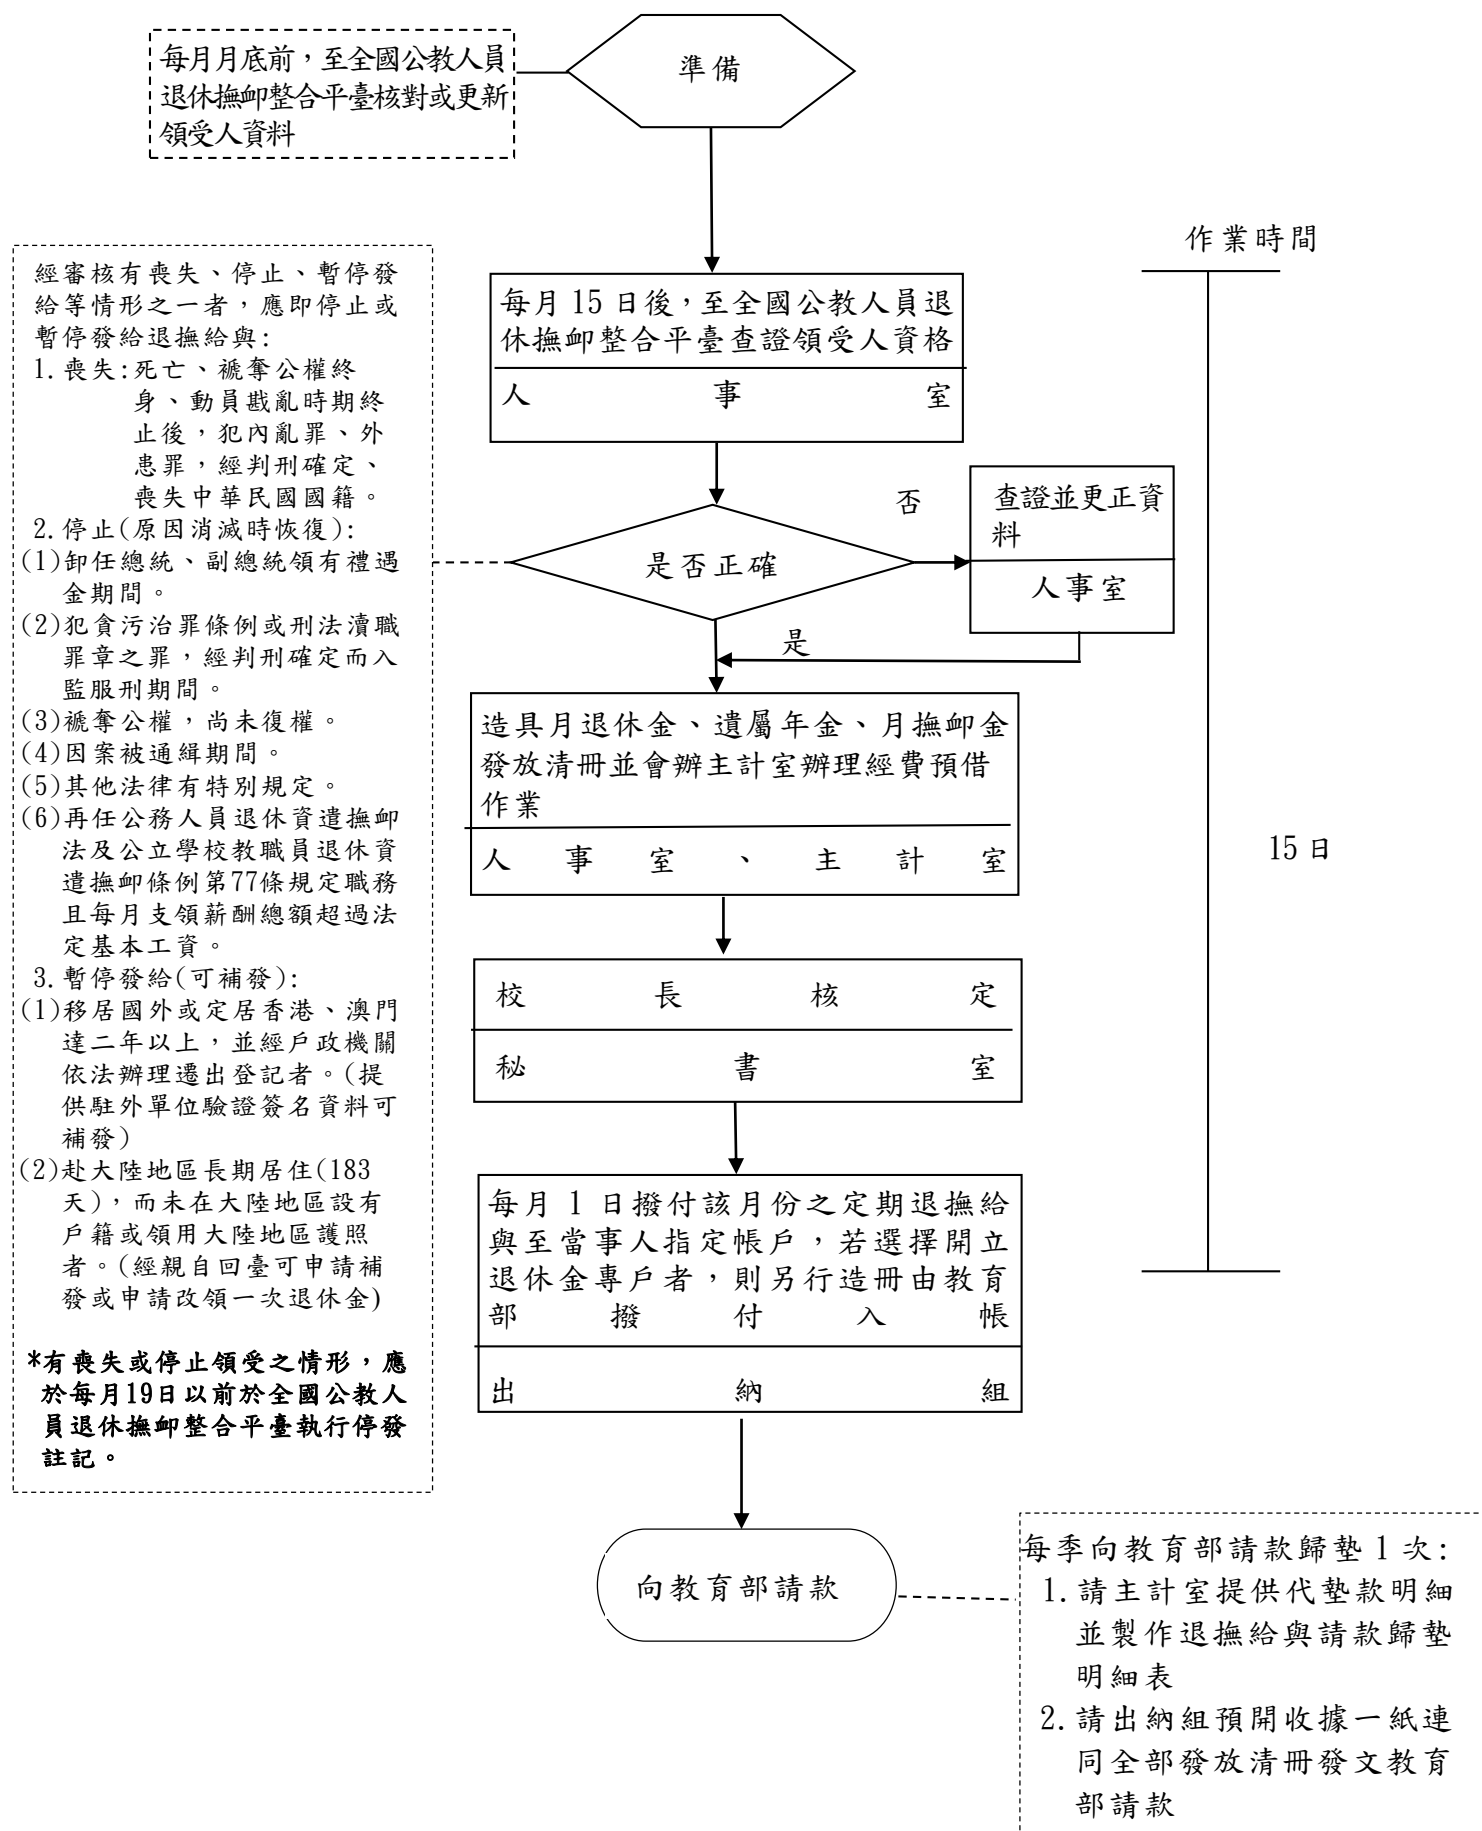 每月月底前,至全國公教人員
退休撫卹整合平臺核對或更新
領受人資料
準備
作業時間
經審核有喪失、停止、暫停發
給等情形之一者,應即停止或
暫停發給退撫給與:
1.喪失:死亡、褫奪公權終
身、動員戡亂時期終
止後,犯內亂罪、外
患罪,經判刑確定、
喪失中華民國國籍。
2.停止(原因消滅時恢復):
(1)卸任總統、副總統領有禮遇
金期間。
(2)犯貪污治罪條例或刑法瀆職
罪章之罪,經判刑確定而入
監服刑期間。
(3)褫奪公權,尚未復權。
(4)因案被通緝期間。
(5)其他法律有特別規定。
(6)再任公務人員退休資遣撫卹
法及公立學校教職員退休資
遣撫卹條例第77條規定職務
且每月支領薪酬總額超過法
定基本工資。
3.暫停發給(可補發):
(1)移居國外或定居香港、澳門
達二年以上,並經戶政機關
依法辦理遷出登記者。(提
供駐外單位驗證簽名資料可
補發)
(2)赴大陸地區長期居住(183
天),而未在大陸地區設有
戶籍或領用大陸地區護照
者。(經親自回臺可申請補
發或申請改領一次退休金)
*有喪失或停止領受之情形,應
於每月19日以前於全國公教人
員退休撫卹整合平臺執行停發
註記。
每月 15 日後,至全國公教人員退
休撫卹整合平臺查證領受人資格
人事室
是否正確
否
查證並更正資
料
人事室
是
造具月退休金、遺屬年金、月撫卹金
發放清冊並會辦主計室辦理經費預借
作業
人事室、主計室
15 日
校長核定
秘書室
每月 1 日撥付該月份之定期退撫給
與至當事人指定帳戶,若選擇開立
退休金專戶者,則另行造冊由教育
部撥付入帳
出納組
向教育部請款
每季向教育部請款歸墊 1 次:
1.請主計室提供代墊款明細
並製作退撫給與請款歸墊
明細表
2.請出納組預開收據一紙連
同全部發放清冊發文教育
部請款